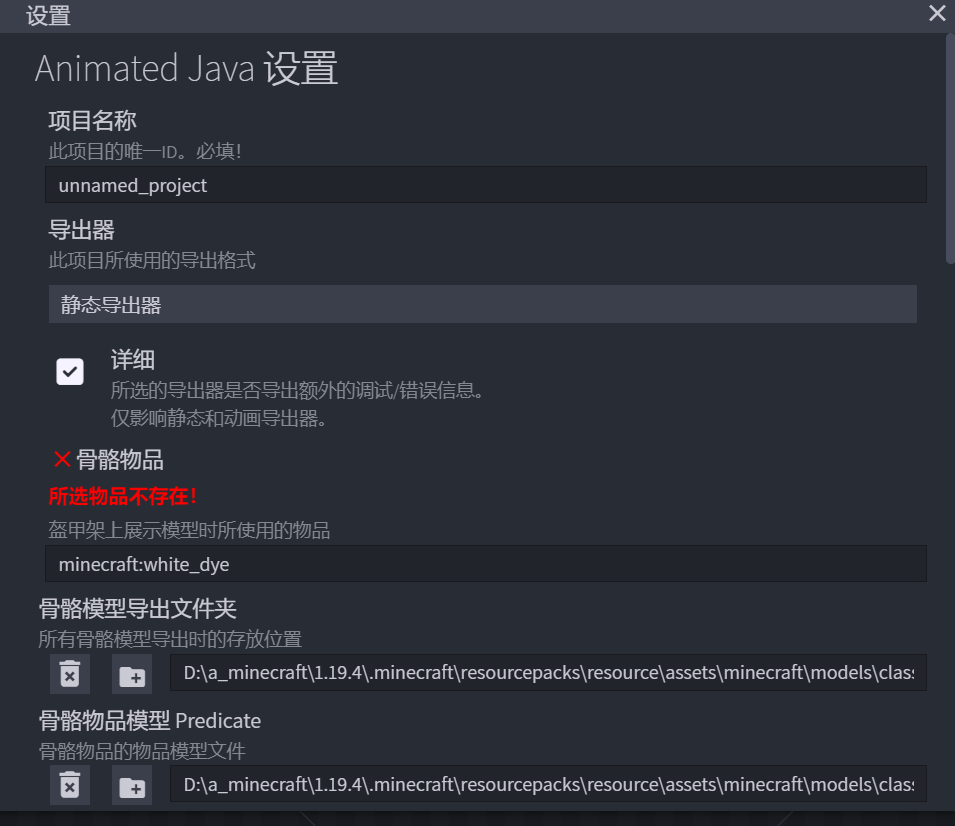 设置
Animated Java 设置
项目名称
此项目的唯一ID。必填！
unnamed_project
导出器
此项目所使用的导出格式
静态导出器
详细
所选的导出器是否导出额外的调试/错误信息。
仅影响静态和动画导出器。
骨骼物品
所选物品不存在！
盔甲架上展示模型时所使用的物品
minecraft:white_dye
骨骼模型导出文件夹
所有骨骼模型导出时的存放位置
D:\a_minecraft\1.19.4\.minecraft\resourcepacks\resource\assets\minecraft\models\clas
骨骼物品模型 Predicate
骨骼物品的物品模型文件
D:\a_minecraft\1.19.4\.minecraft\resourcepacks\resource\assets\minecraft\models\clas